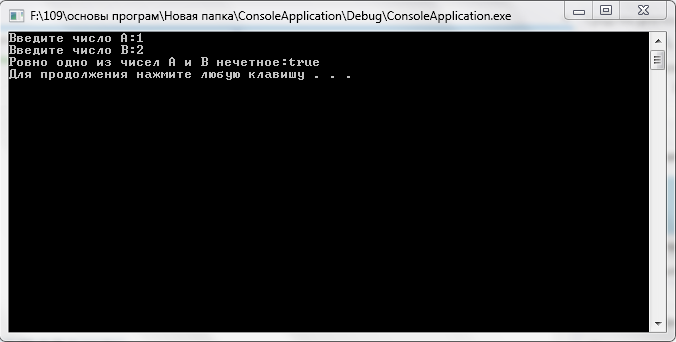 F:\109\основы програм\Новая папка\ConsoleApplication\Debug\ConsoleApplication.exe
Введите число A:1
Введите число B:2
Ровно одно из чисел А и В нечетное:true
Для продолжения нажмите любую клавишу . . .